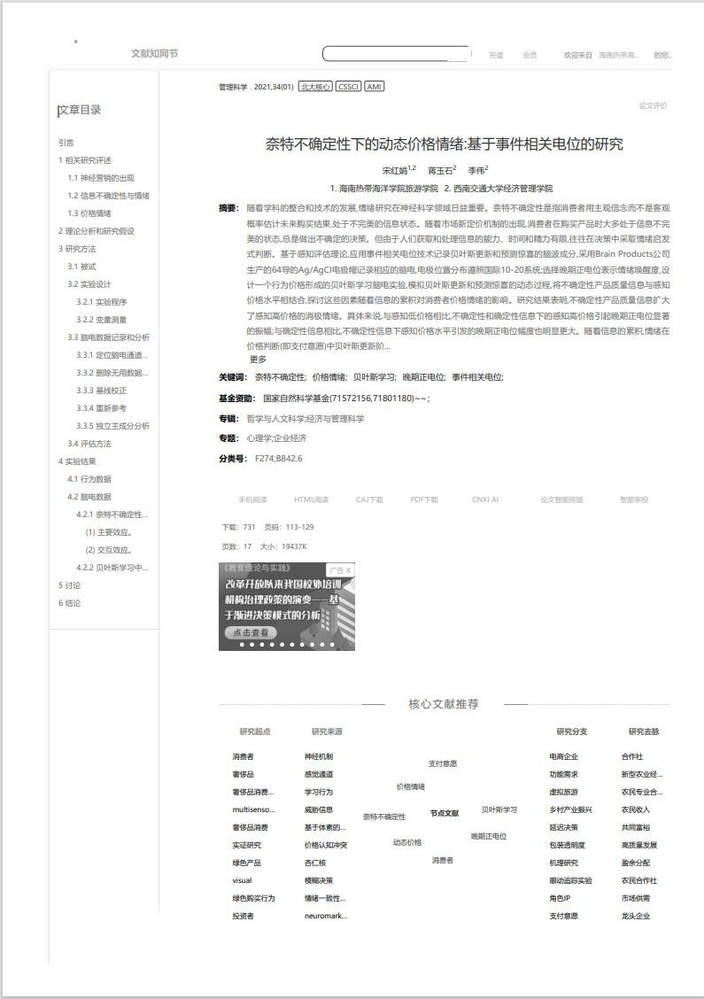 文献知网节
充值 会员 欢迎来自 海南热带海... 的您,
文章目录
引言
1 相关研究评述
1.1 神经营销的出现
1.2 信息不确定性与情绪
1.3 价格情绪
2 理论分析和研究假设
3 研究方法
3.1 被试
3.2 实验设计
3.2.1 实验程序
3.2.2 变量测量
3.3 脑电数据记录和分析
3.3.1 定位脑电通道...
3.3.2 删除无用数据...
3.3.3 基线校正
3.3.4 重新参考
3.3.5 独立主成分分析
3.4 评估方法
4 实验结果
4.1 行为数据
4.2 脑电数据
4.2.1 奈特不确定性...
(1) 主要效应。
(2) 交互效应。
4.2.2 贝叶斯学习中...
5 讨论
6 结论
管理科学 . 2021,34(01) 北大核心 CSSCI AMI
论文评价
奈特不确定性下的动态价格情绪:基于事件相关电位的研究
宋红娟1,2 蒋玉石2 李伟2
1. 海南热带海洋学院旅游学院 2. 西南交通大学经济管理学院
摘要: 随着学科的整合和技术的发展,情绪研究在神经科学领域日益重要。奈特不确定性是指消费者用主观信念而不是客观
概率估计未来购买结果,处于不完美的信息状态。随着市场新定价机制的出现,消费者在购买产品时大多处于信息不完
美的状态,总是做出不确定的决策。但由于人们获取和处理信息的能力、时间和精力有限,往往在决策中采取情绪启发
式判断。基于感知评估理论,应用事件相关电位技术记录贝叶斯更新和预测惊喜的脑波成分,采用Brain Products公司
生产的64导的Ag/AgCl电极帽记录相应的脑电,电极位置分布遵照国际10-20系统;选择晚期正电位表示情绪唤醒度,设
计一个行为价格形成的贝叶斯学习脑电实验,模拟贝叶斯更新和预测惊喜的动态过程,将不确定性产品质量信息与感知
价格水平相结合,探讨这些因素随着信息的累积对消费者价格情绪的影响。研究结果表明,不确定性产品质量信息扩大
了感知高价格的消极情绪。具体来说,与感知低价格相比,不确定性和确定性信息下的感知高价格引起晚期正电位显著
的振幅;与确定性信息相比,不确定性信息下感知价格水平引发的晚期正电位幅度也明显更大。随着信息的累积,情绪在
价格判断(即支付意愿)中贝叶斯更新阶...
更多
关键词: 奈特不确定性; 价格情绪; 贝叶斯学习; 晚期正电位; 事件相关电位;
基金资助: 国家自然科学基金(71572156,71801180)~~;
专辑: 哲学与人文科学;经济与管理科学
专题: 心理学;企业经济
分类号: F274;B842.6
手机阅读 HTML阅读 CAJ下载 PDF下载 CNKI AI 论文智能排版 智能审校
下载: 731 页码: 113-129
页数: 17 大小: 19437K
《教育理论与实践》 广告 X
改革开放以来我国校外培训
机构治理政策的演变——基
于渐进决策模式的分析
点击查看
核心文献推荐
研究起点 研究来源 研究分支 研究去脉
消费者 神经机制 电商企业 合作社
支付意愿
奢侈品 感觉通道 功能需求 新型农业经...
价格情绪
奢侈品消费... 学习行为 虚拟旅游 农民专业合...
multisenso... 威胁信息 奈特不确定性 节点文献 贝叶斯学习 乡村产业振兴 农民收入
奢侈品消费 基于体素的... 延迟决策 共同富裕
晚期正电位
实证研究 价格认知冲突 动态价格 包装透明度 高质量发展
绿色产品 杏仁核 消费者 机理研究 盈余分配
visual 模糊决策 眼动追踪实验 农民合作社
绿色购买行为 情绪一致性... 角色IP 市场供需
投资者 neuromark... 支付意愿 龙头企业